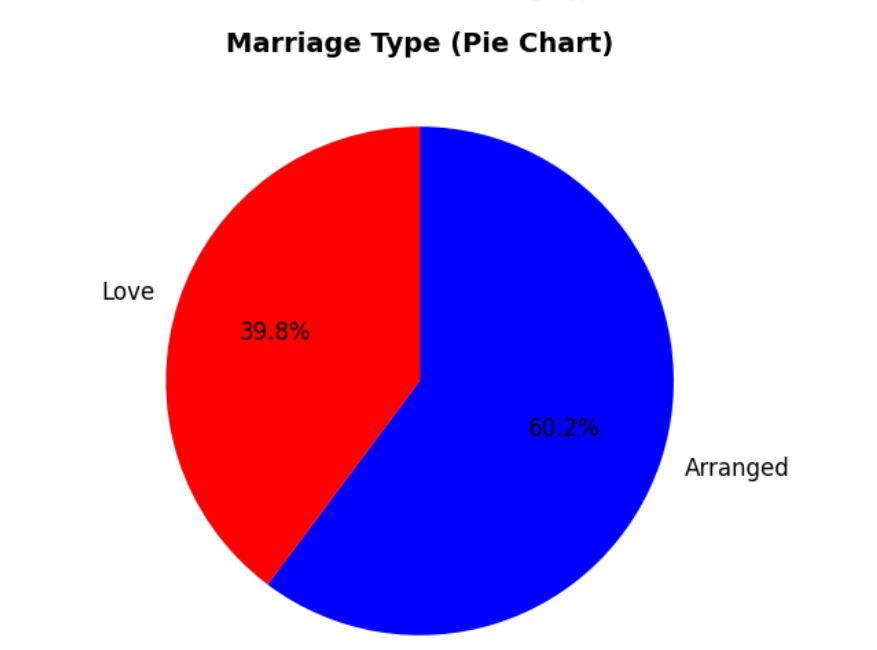 Marriage Type (Pie Chart)
Love
39.8%
60.2%
Arranged